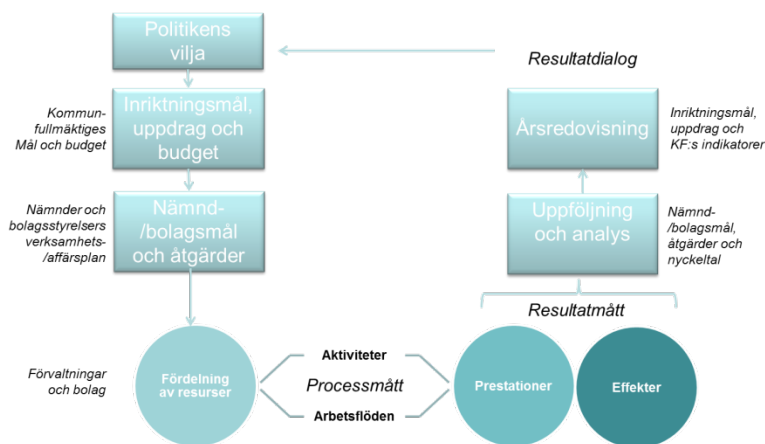 Politikens
vilja
Resultatdialog
Kommun-
fullmäktiges
Mål och budget
Inriktningsmål,
uppdrag och
budget
Årsredovisning
Inriktningsmål,
uppdrag och
KF:s indikatorer
Nämnder och
bolagsstyrelsers
verksamhets-
/affärsplan
Nämnd-
/bolagsmål
och åtgärder
Uppföljning
och analys
Nämnd-
/bolagsmål,
åtgärder och
nyckeltal
Resultatmått
Förvaltningar
och bolag
Fördelning
av resurser
Aktiviteter
Processmått
Arbetsflöden
Prestationer
Effekter